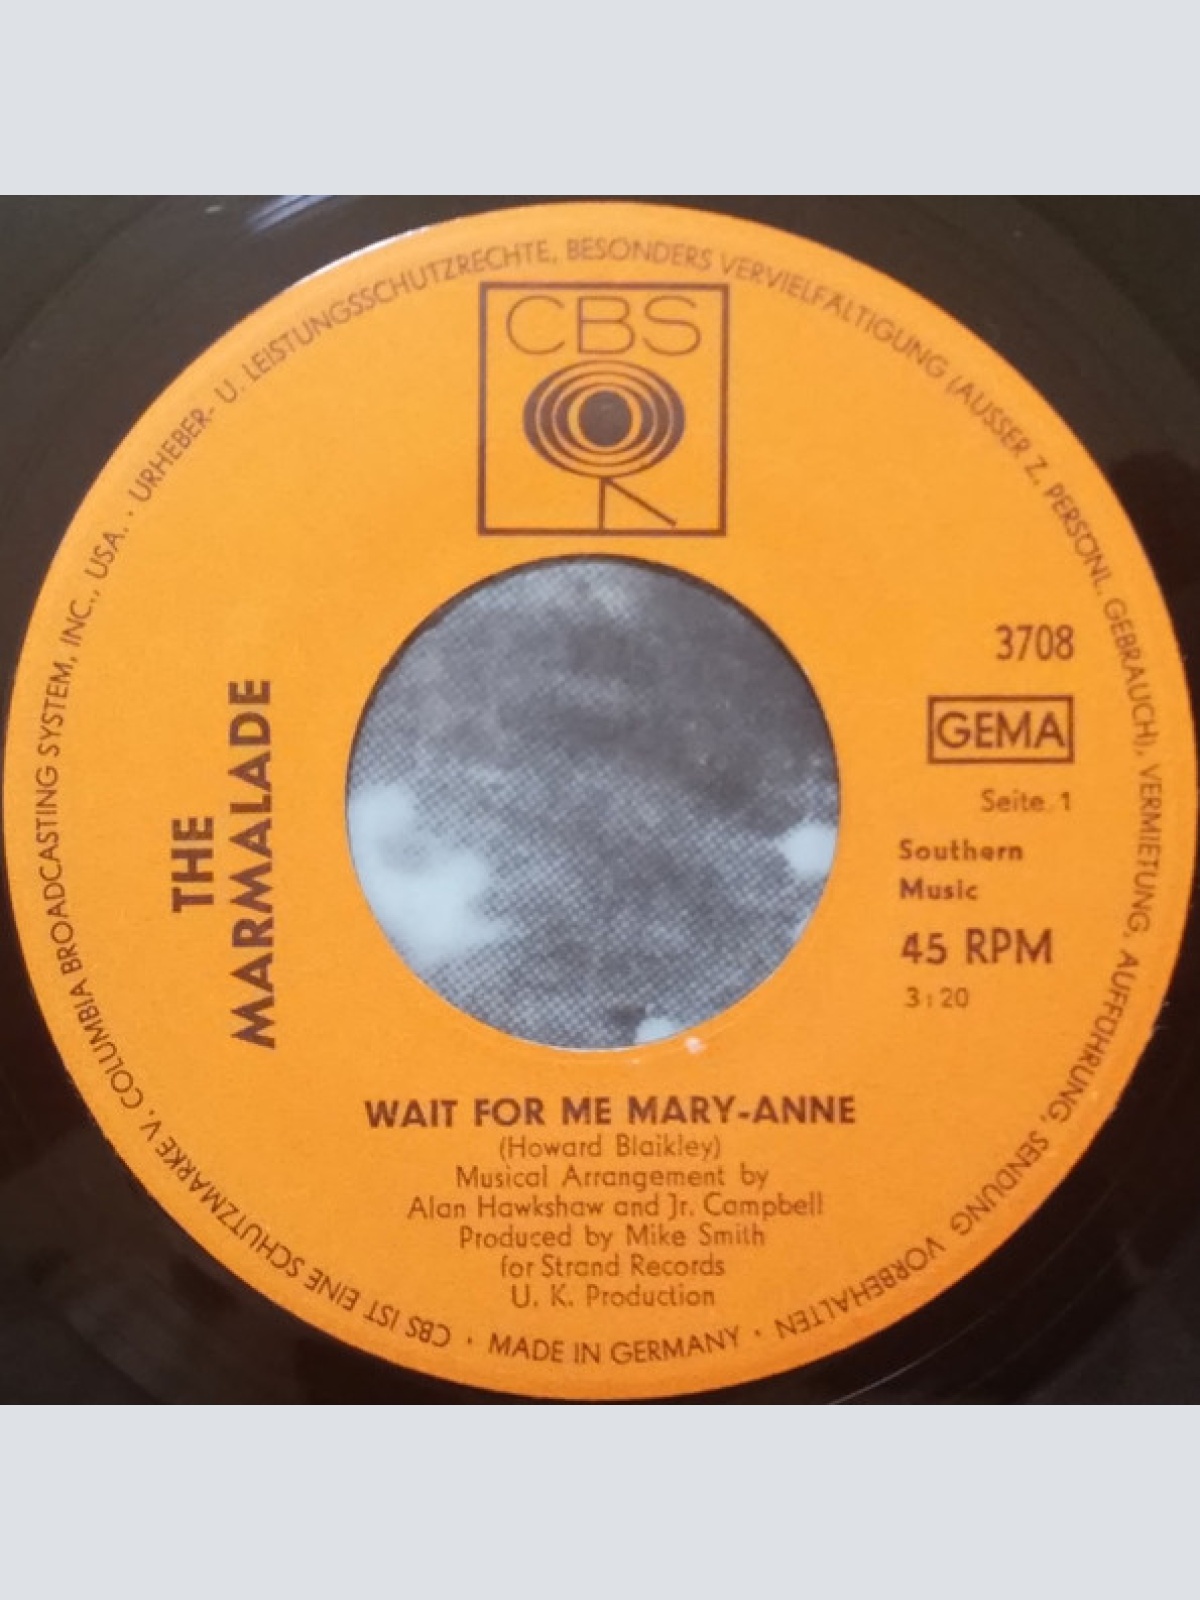 CBS
THE
MARMALADE
3708
GEMA
Seite 1
Southern
Music
45 RPM
3:20
WAIT FOR ME MARY-ANNE
(Howard Blaikley)
Musical Arrangement by
Alan Hawkshaw and Jr. Campbell
Produced by Mike Smith
for Strand Records
U. K. Production
CBS IST EINE SCHUTZMARKE V. COLUMBIA BROADCASTING SYSTEM, INC., USA. · URHEBER- U. LEISTUNGSSCHUTZRECHTE, BESONDERS VERVIELFÄLTIGUNG (AUSSER Z. PERSÖNL. GEBRAUCH), VERMIETUNG, AUFFÜHRUNG, SENDUNG VORBEHALTEN · MADE IN GERMANY ·